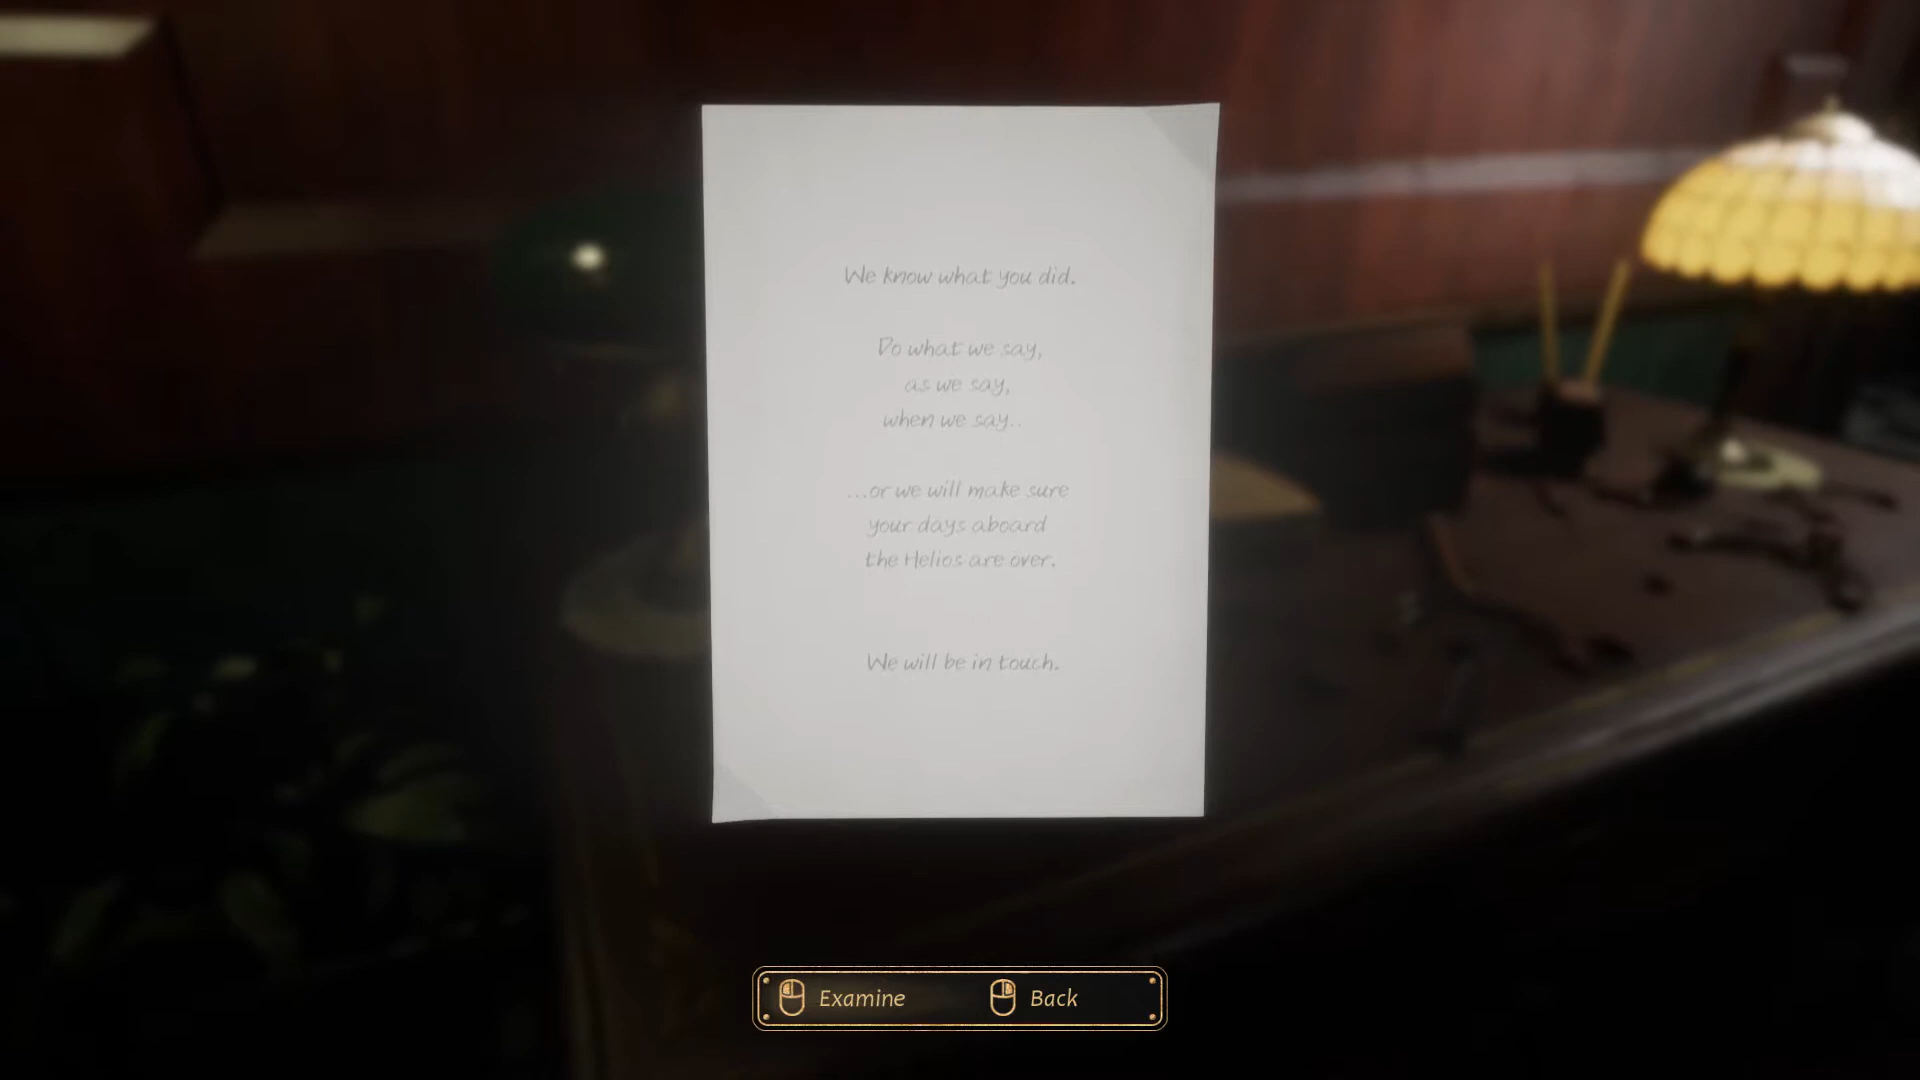 We know what you did.
Do what we say,
as we say,
when we say..
...or we will make sure
your days aboard
the Helios are over.
We will be in touch.
Examine
Back